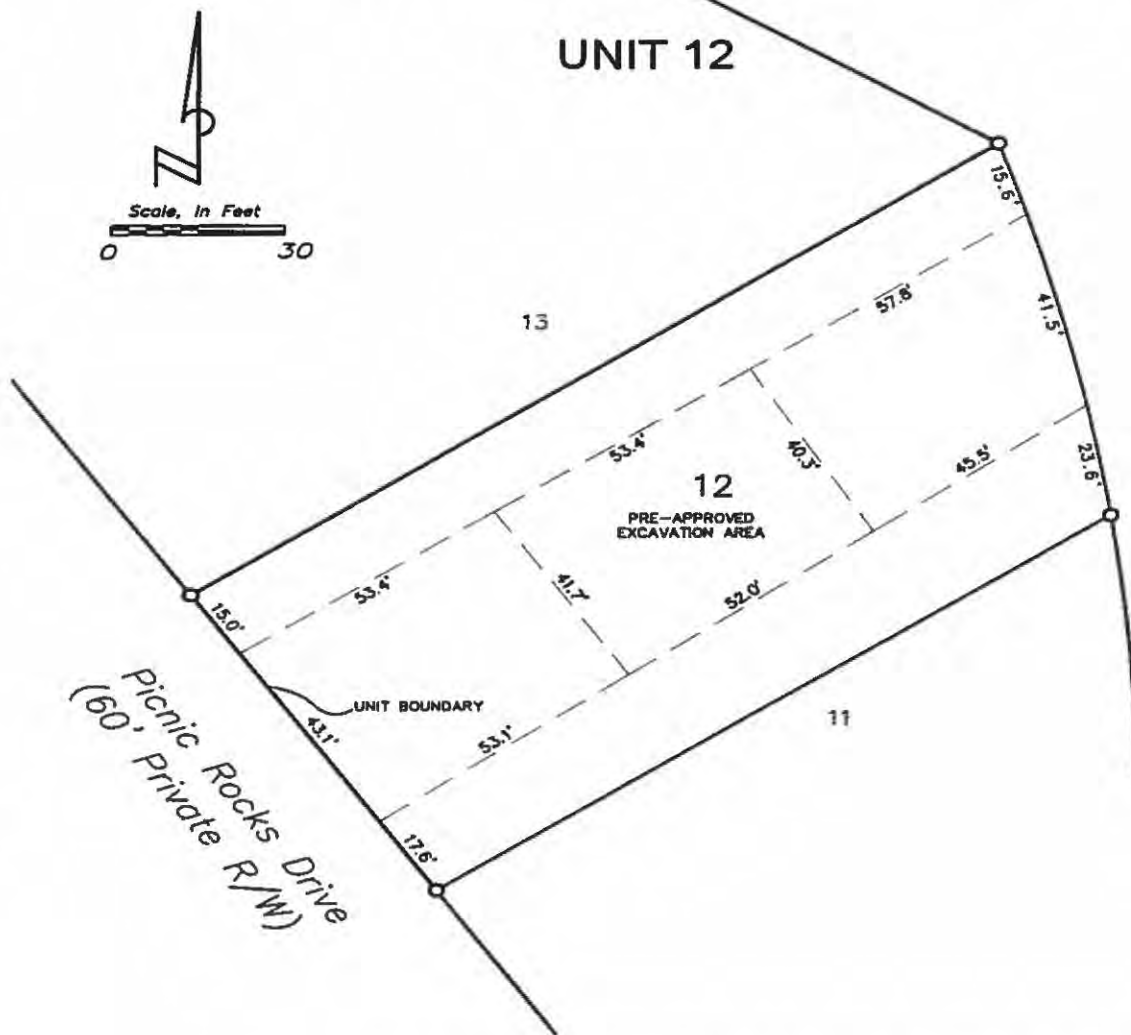 UNIT 12
N
Scale, In Feet
0 30
15.6'
13
57.8'
41.5'
53.4'
40.3'
12
PRE-APPROVED
EXCAVATION AREA
45.5'
23.6'
53.4'
41.7'
52.0'
15.0'
UNIT BOUNDARY
43.1'
53.1'
11
17.6'
Picnic Rocks Drive
(60' Private R/W)